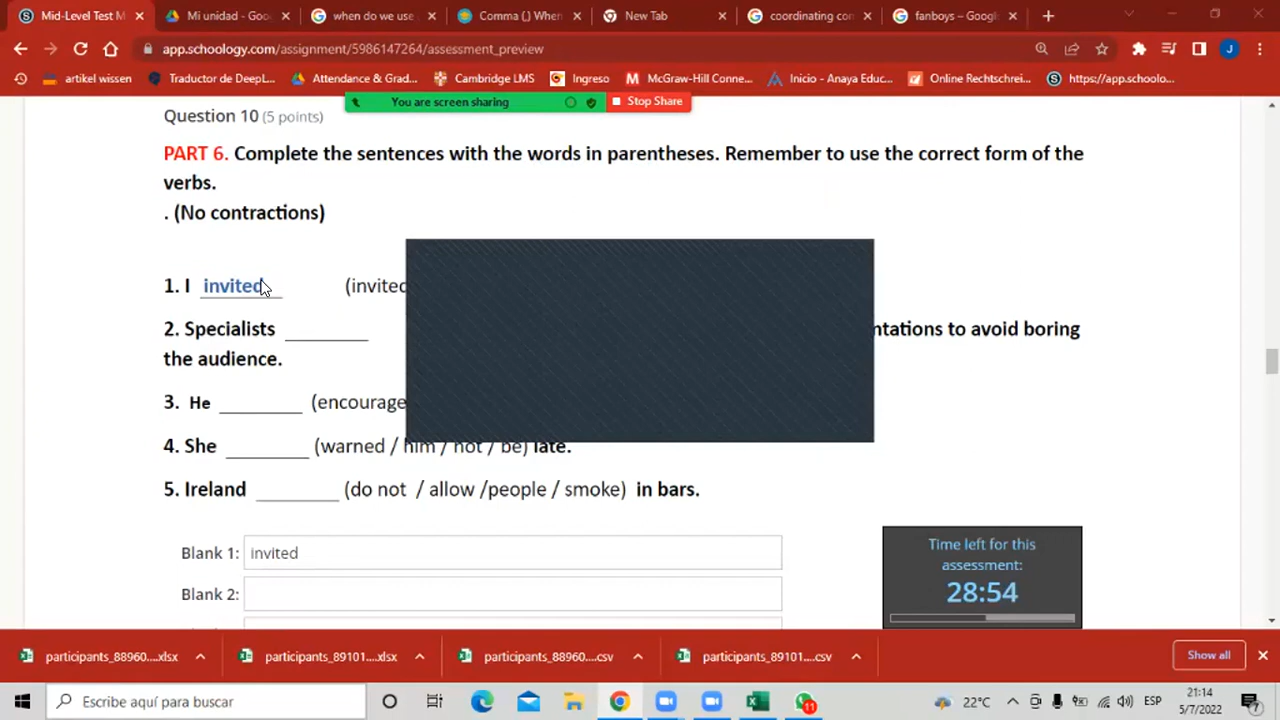 Mid-Level Test M
Mi unidad - Goo
when do we use
Comma (,) When
New Tab
coordinating con
fanboys – Google
app.schoology.com/assignment/5986147264/assessment_preview
J
artikel wissen
Traductor de DeepL...
Attendance & Grad...
Cambridge LMS
Ingreso
McGraw-Hill Conne...
Inicio - Anaya Educ...
Online Rechtschrei...
https://app.schoolo...
You are screen sharing
Stop Share
Question 10 (5 points)
PART 6. Complete the sentences with the words in parentheses. Remember to use the correct form of the
verbs.
. (No contractions)
1. I invited (invited
2. Specialists ________ ntations to avoid boring
the audience.
3. He ________ (encourage
4. She ________ (warned / him / not / be) late.
5. Ireland ________ (do not / allow /people / smoke) in bars.
Blank 1: invited
Blank 2:
Time left for this
assessment:
28:54
participants_88960....xlsx
participants_89101....xlsx
participants_88960....csv
participants_89101....csv
Show all
Escribe aquí para buscar
11
22°C
ESP
21:14
5/7/2022
7